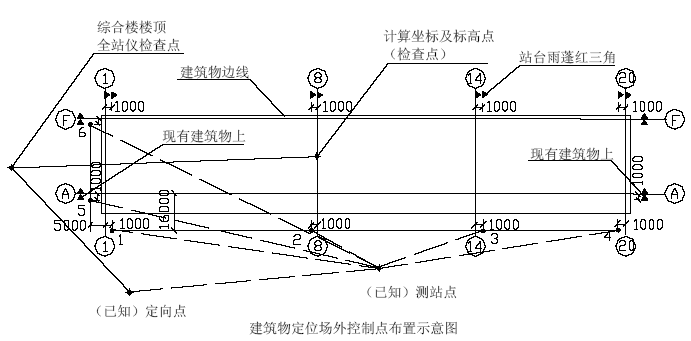 综合楼楼顶
全站仪检查点
计算坐标及标高点
(检查点)
建筑物边线
站台雨蓬红三角
1
8
14
20
1000
1000
1000
1000
F
F
6
现有建筑物上
现有建筑物上
1000
1000
A
A
5
16000
5000
1000
1000
1000
1000
1
2
3
4
1
8
14
20
(已知)定向点
(已知)测站点
建筑物定位场外控制点布置示意图